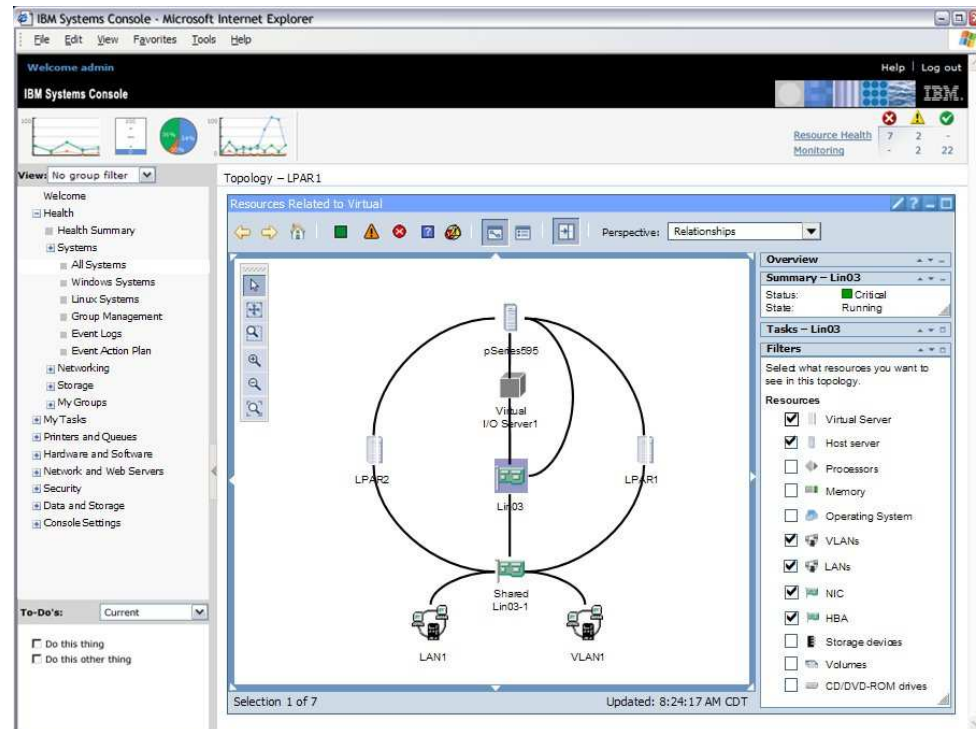 IBM Systems Console - Microsoft Internet Explorer
File Edit View Favorites Tools Help
Welcome admin
Help | Log out
IBM Systems Console
IBM.
Resource Health 7 2 -
Monitoring - 2 22
View: No group filter
Topology – LPAR1
Welcome
Health
Health Summary
Systems
All Systems
Windows Systems
Linux Systems
Group Management
Event Logs
Event Action Plan
Networking
Storage
My Groups
My Tasks
Printers and Queues
Hardware and Software
Network and Web Servers
Security
Data and Storage
Console Settings
To-Do's: Current
Do this thing
Do this other thing
Resources Related to Virtual
Perspective: Relationships
pSeries595
Virtual
I/O Server1
LPAR2
Lin03
LPAR1
Shared
Lin03-1
LAN1
VLAN1
Selection 1 of 7
Updated: 8:24:17 AM CDT
Overview
Summary – Lin03
Status: Critical
State: Running
Tasks – Lin03
Filters
Select what resources you want to
see in this topology.
Resources
Virtual Server
Host server
Processors
Memory
Operating System
VLANs
LANs
NIC
HBA
Storage devices
Volumes
CD/DVD-ROM drives